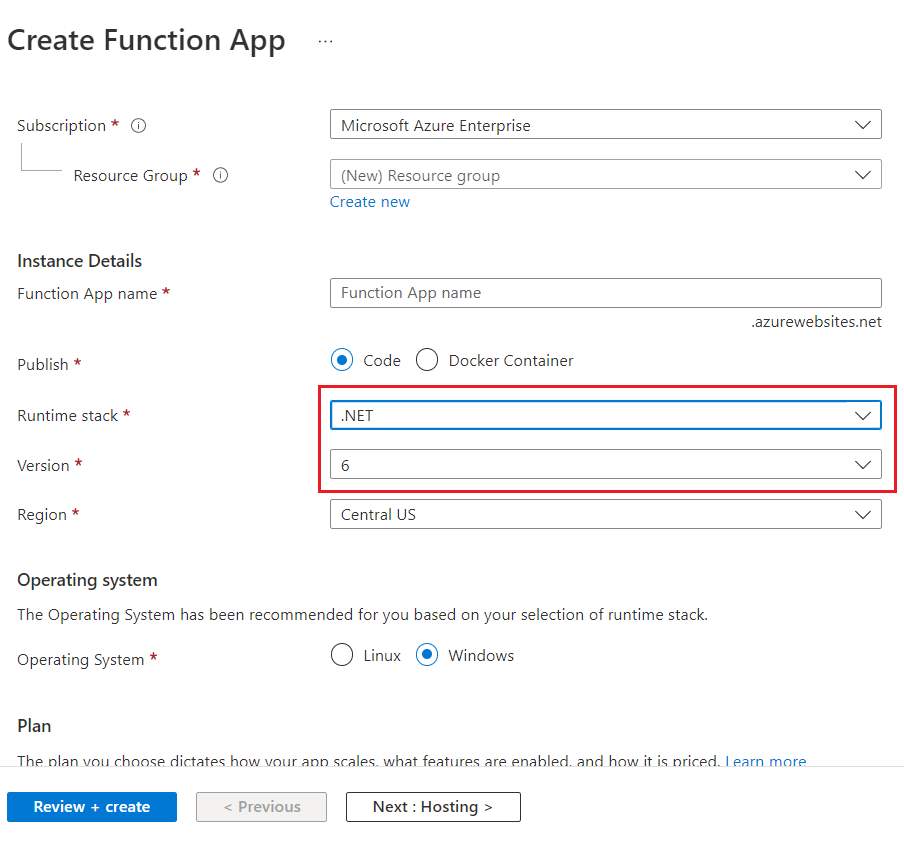 Create Function App ...
Subscription * Microsoft Azure Enterprise
Resource Group * (New) Resource group
Create new
Instance Details
Function App name * Function App name
.azurewebsites.net
Publish * Code Docker Container
Runtime stack * .NET
Version * 6
Region * Central US
Operating system
The Operating System has been recommended for you based on your selection of runtime stack.
Operating System * Linux Windows
Plan
The plan you choose dictates how your app scales, what features are enabled, and how it is priced. Learn more
Review + create < Previous Next : Hosting >